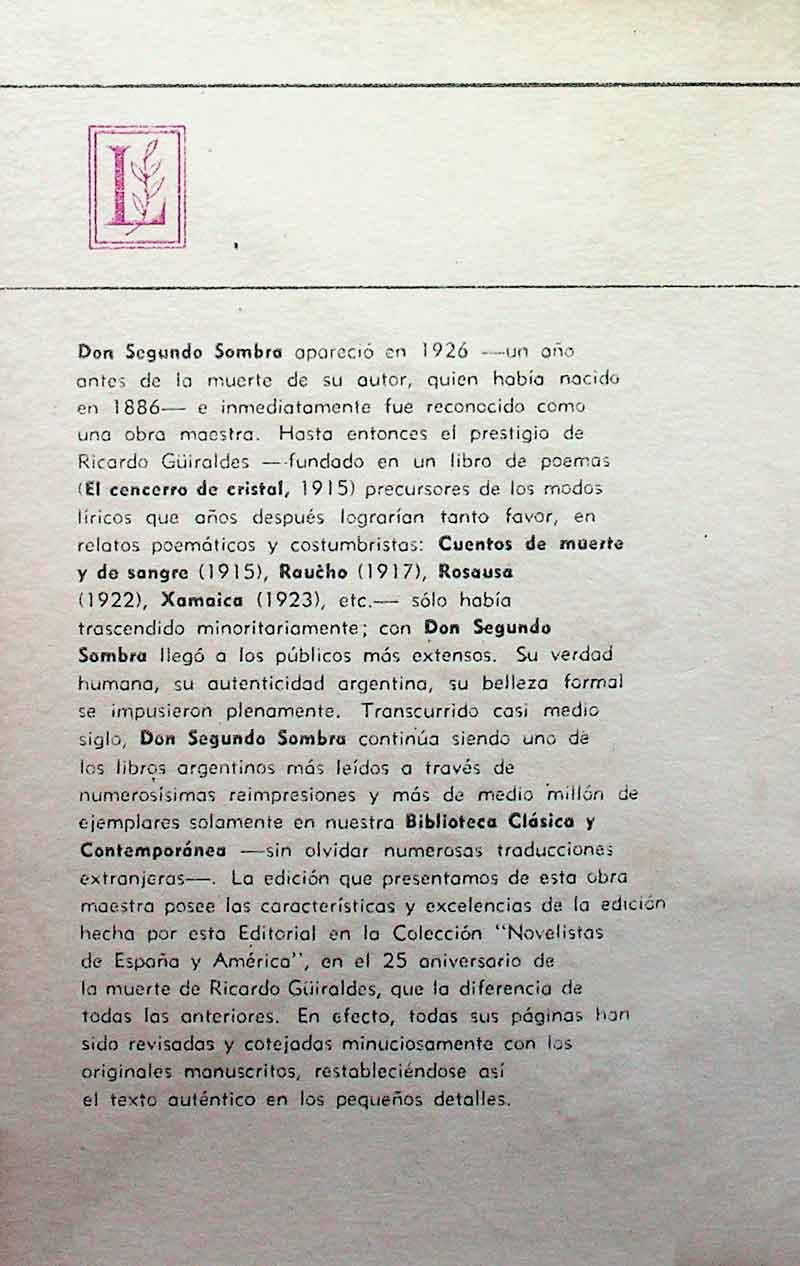 L
Don Segundo Sombra apareció en 1926 —un año
antes de la muerte de su autor, quien había nacido
en 1886— e inmediatamente fue reconocido como
una obra maestra. Hasta entonces el prestigio de
Ricardo Güiraldes —fundado en un libro de poemas
(El cencerro de cristal, 1915) precursores de los modos
líricos que años después lograrían tanto favor, en
relatos poemáticos y costumbristas: Cuentos de muerte
y de sangre (1915), Raucho (1917), Rosausa
(1922), Xamaica (1923), etc.— sólo había
trascendido minoritariamente; con Don Segundo
Sombra llegó a los públicos más extensos. Su verdad
humana, su autenticidad argentina, su belleza formal
se impusieron plenamente. Transcurrido casi medio
siglo, Don Segundo Sombra continúa siendo uno de
los libros argentinos más leídos a través de
numerosísimas reimpresiones y más de medio millón de
ejemplares solamente en nuestra Biblioteca Clásica y
Contemporánea —sin olvidar numerosas traducciones
extranjeras—. La edición que presentamos de esta obra
maestra posee las características y excelencias de la edición
hecha por esta Editorial en la Colección "Novelistas
de España y América", en el 25 aniversario de
la muerte de Ricardo Güiraldes, que la diferencia de
todas las anteriores. En efecto, todas sus páginas han
sido revisadas y cotejadas minuciosamente con los
originales manuscritos, restableciéndose así
el texto auténtico en los pequeños detalles.